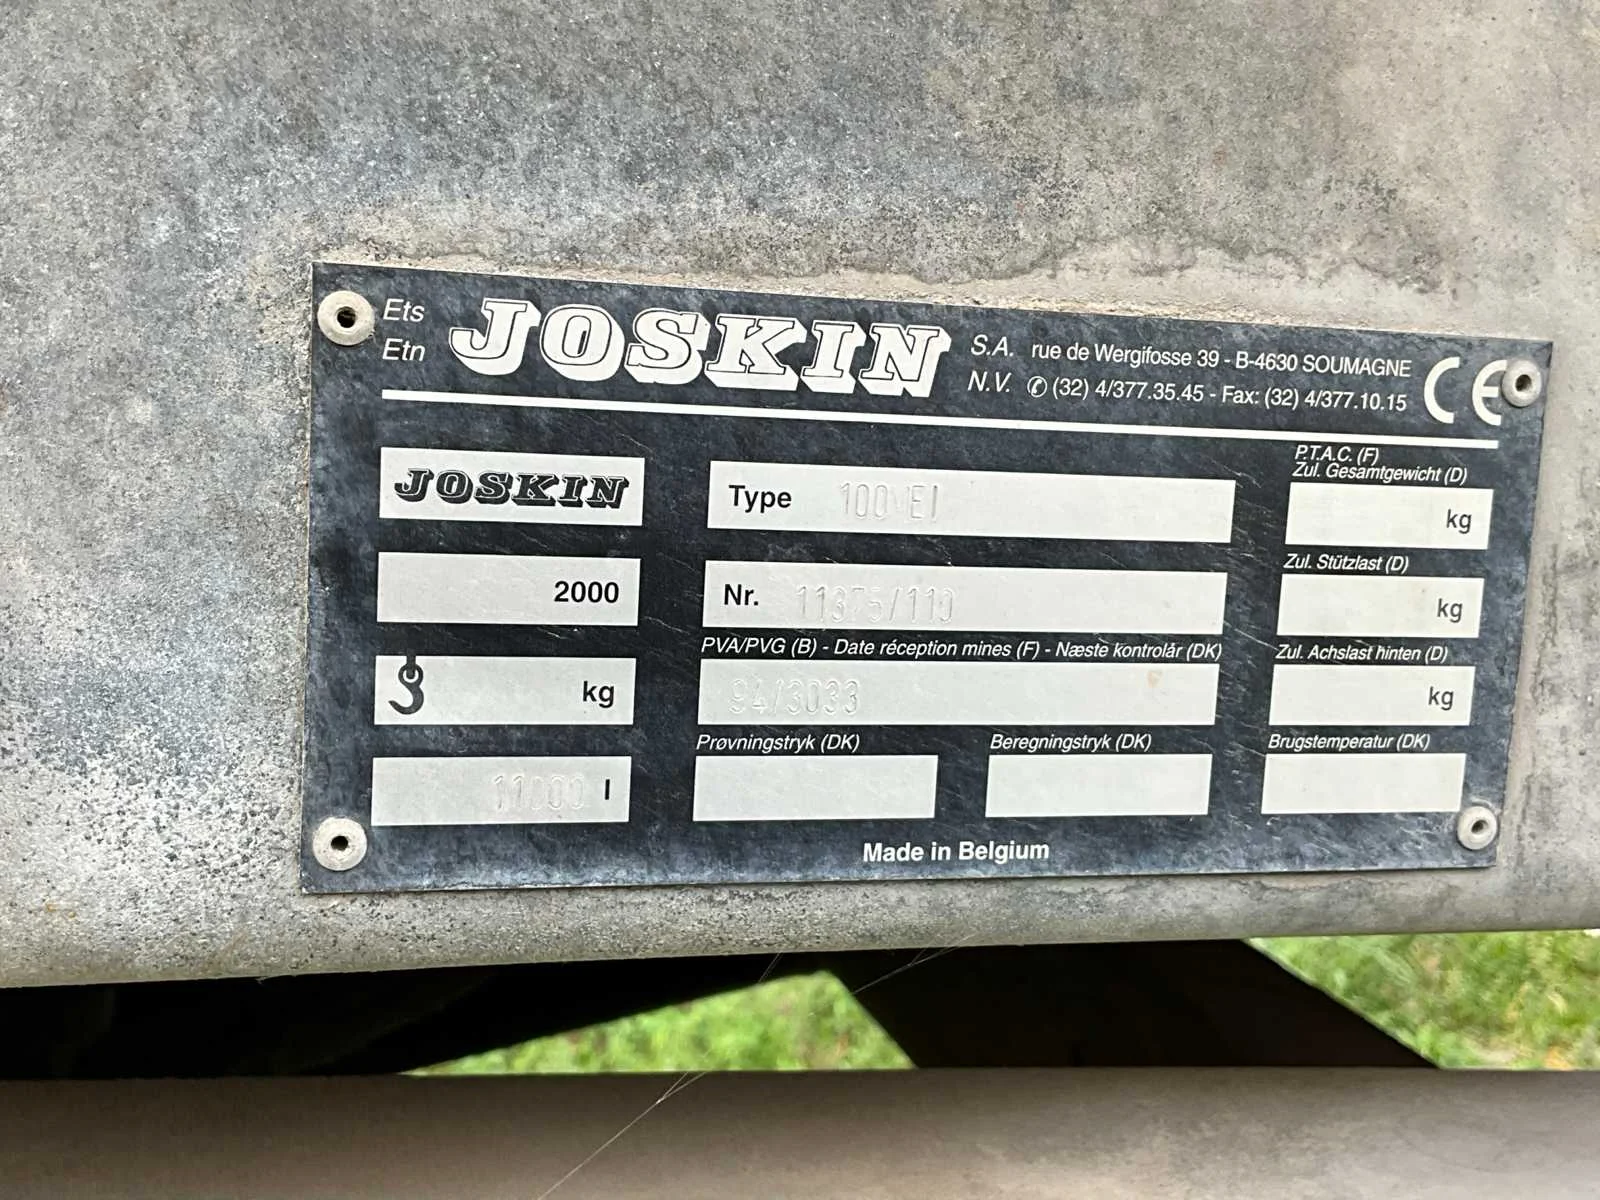 Ets
Etn
JOSKIN
S.A. rue de Wergifosse 39 - B-4630 SOUMAGNE
N.V. ✆ (32) 4/377.35.45 - Fax: (32) 4/377.10.15
CE
JOSKIN
Type
P.T.A.C. (F)
Zul. Gesamtgewicht (D)
kg
2000
Nr. 11375/110
Zul. Stützlast (D)
kg
kg
PVA/PVG (B) - Date réception mines (F) - Næste kontrolár (DK)
94/3033
Zul. Achslast hinten (D)
kg
11000 l
Prøvningstryk (DK)
Beregningstryk (DK)
Brugstemperatur (DK)
Made in Belgium